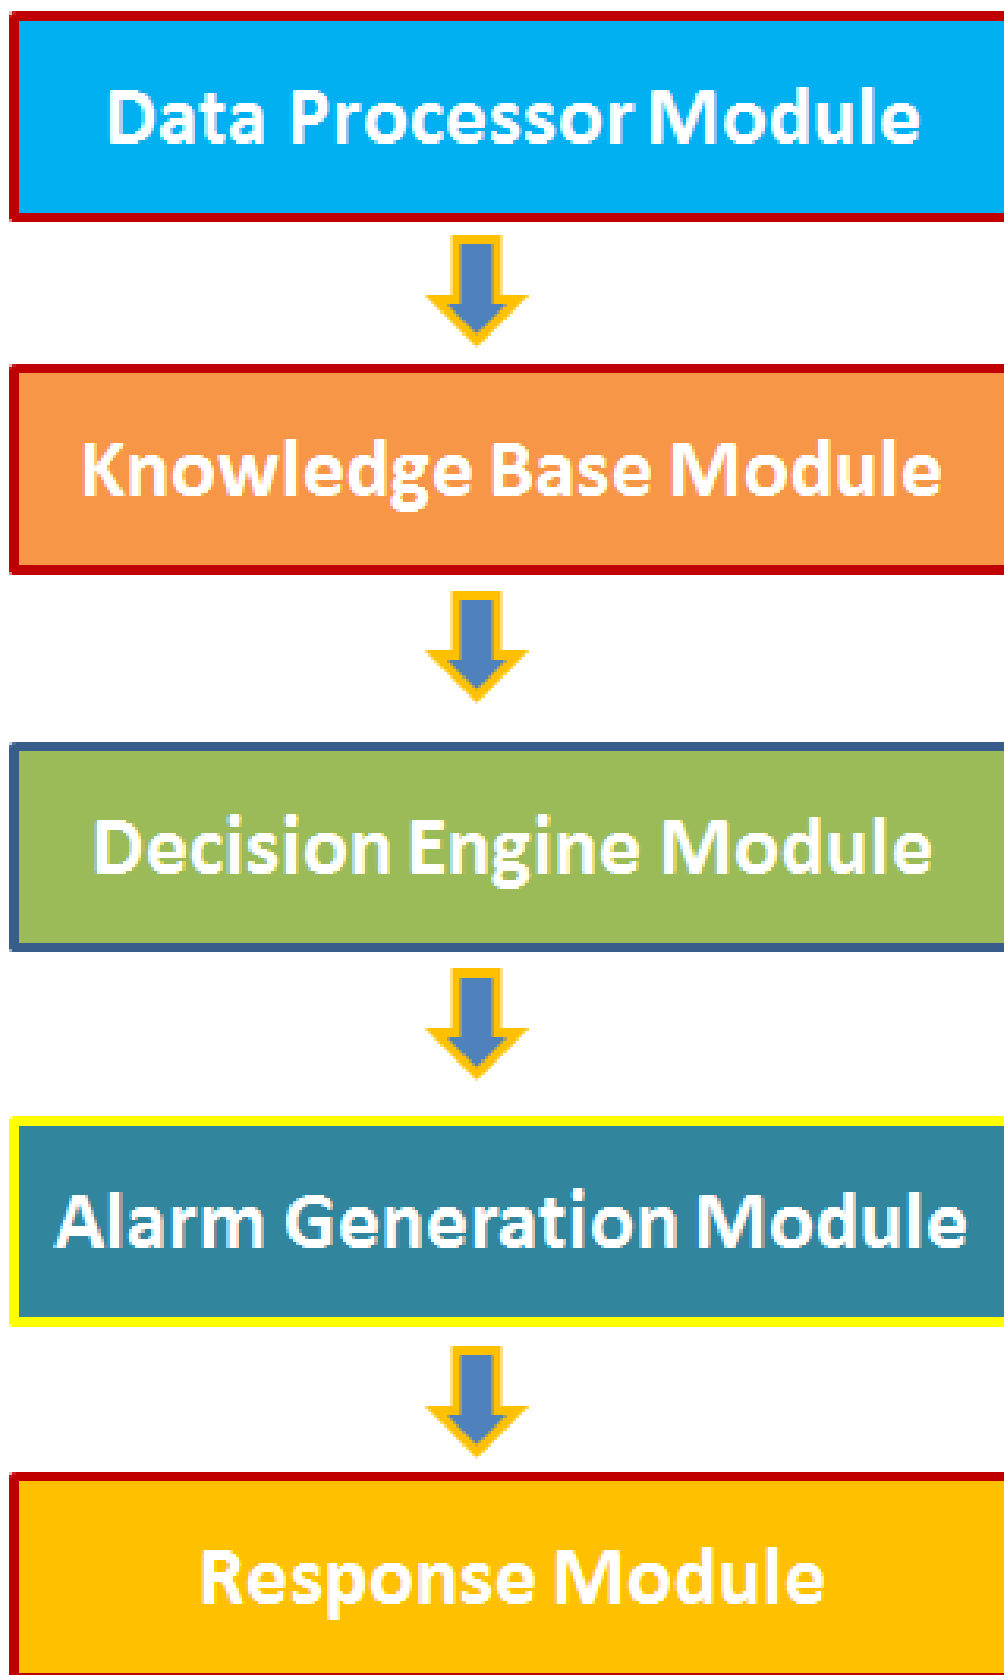 Data Processor Module
Knowledge Base Module
Decision Engine Module
Alarm Generation Module
Response Module